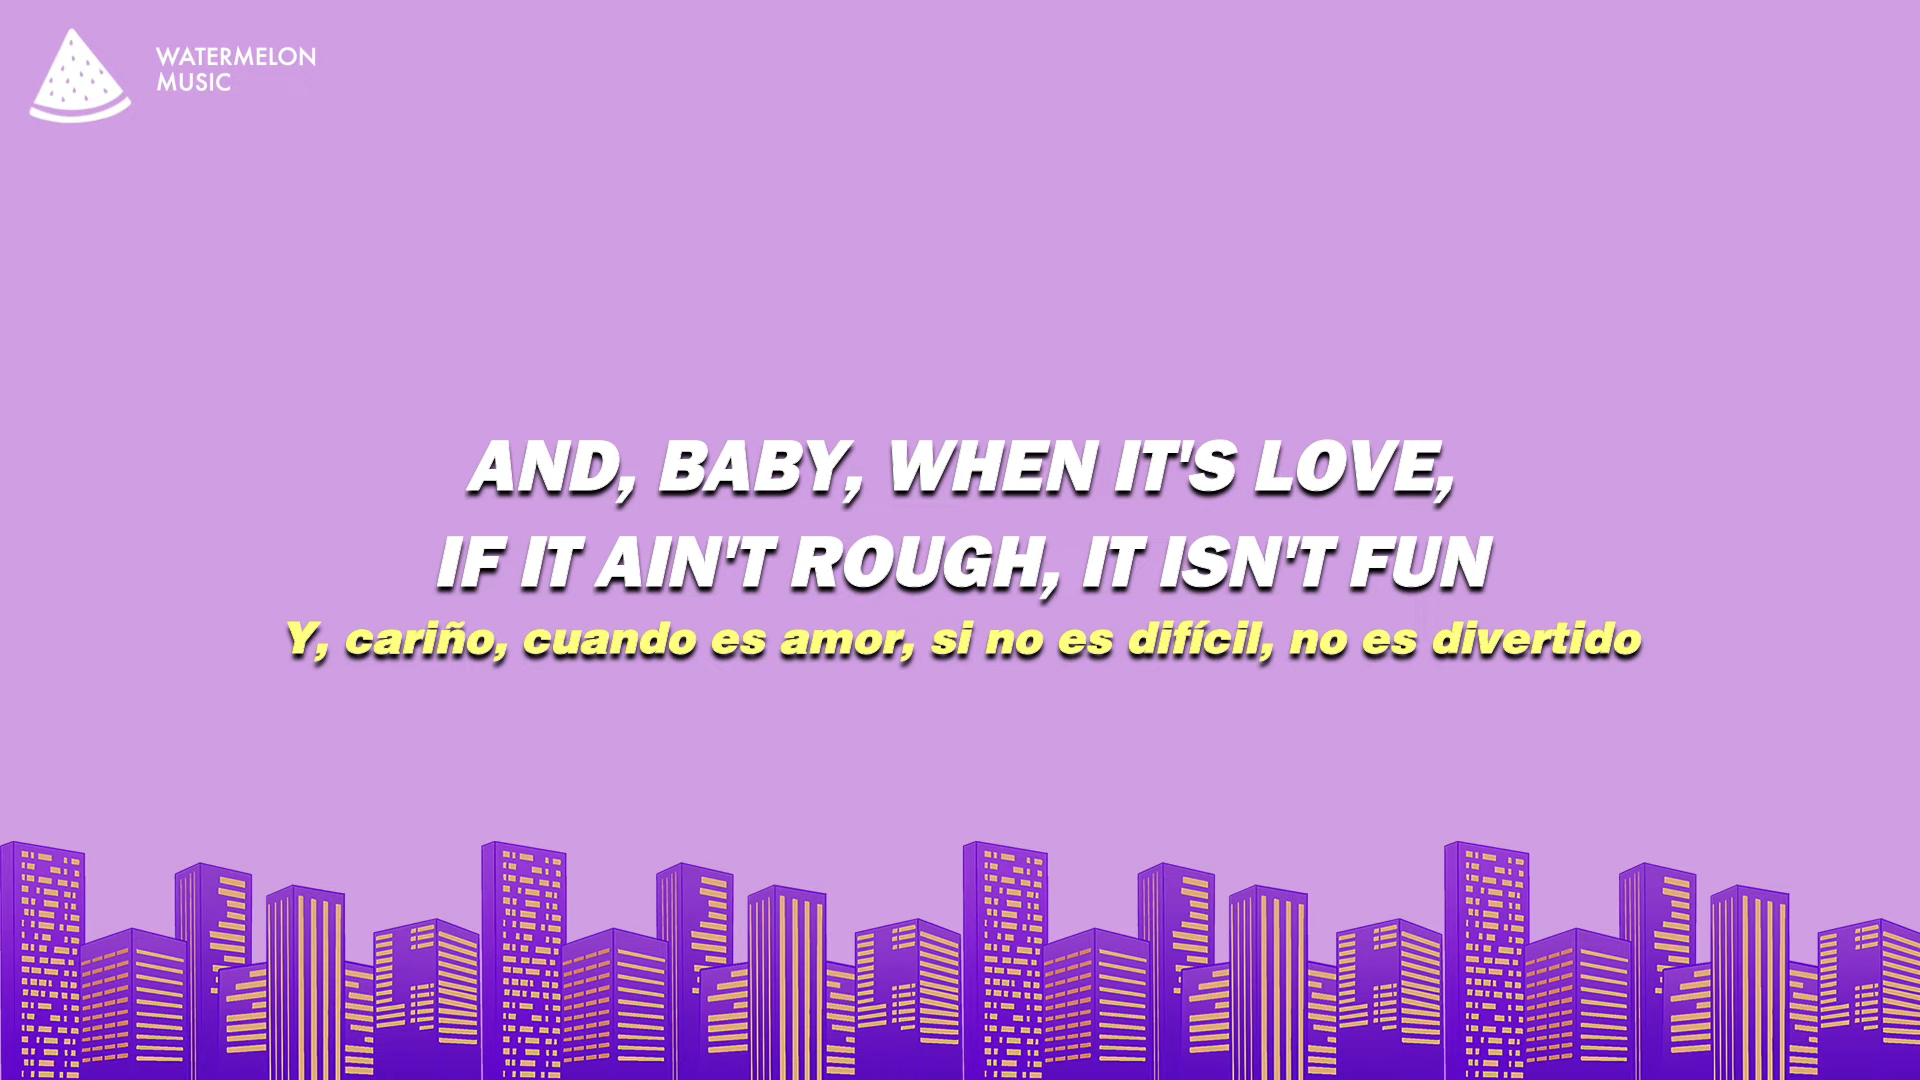 WATERMELON
MUSIC
AND, BABY, WHEN IT'S LOVE,
IF IT AIN'T ROUGH, IT ISN'T FUN
Y, cariño, cuando es amor, si no es difícil, no es divertido